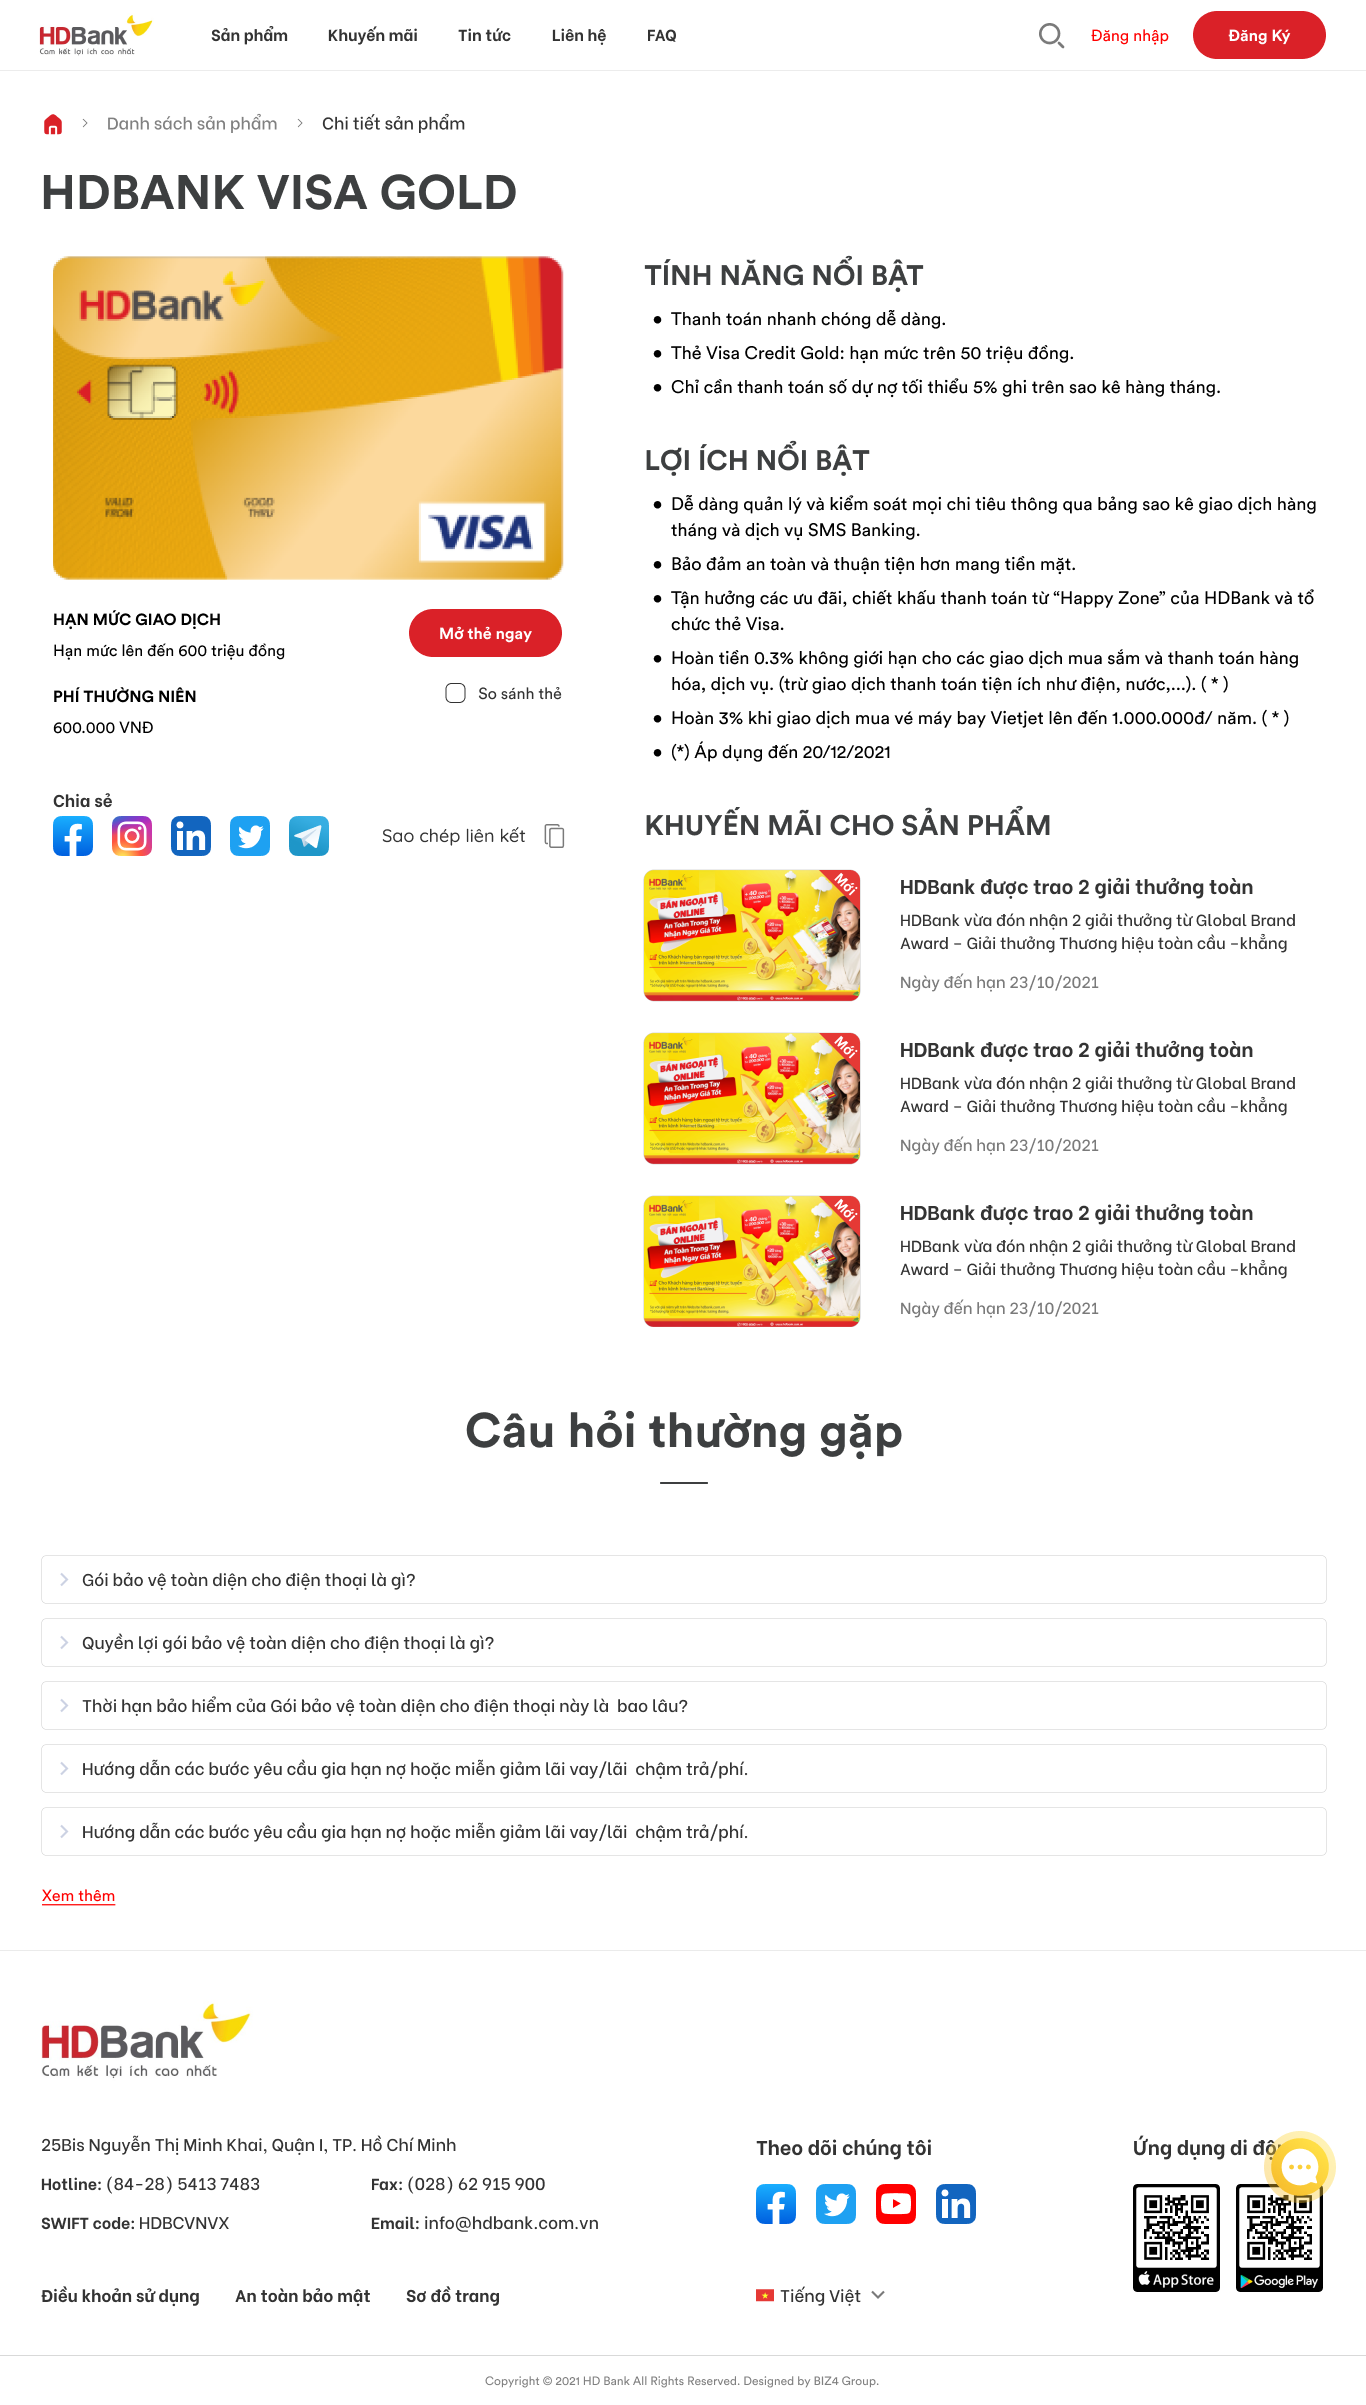 HDBank
Cam kết lợi ích cao nhất
Sản phẩm
Khuyến mãi
Tin tức
Liên hệ
FAQ
Đăng nhập
Đăng Ký
Danh sách sản phẩm
Chi tiết sản phẩm
HDBANK VISA GOLD
HDBank
VALID FROM
GOOD THRU
VISA
HẠN MỨC GIAO DỊCH
Hạn mức lên đến 600 triệu đồng
Mở thẻ ngay
PHÍ THƯỜNG NIÊN
600.000 VNĐ
So sánh thẻ
Chia sẻ
Sao chép liên kết
TÍNH NĂNG NỔI BẬT
Thanh toán nhanh chóng dễ dàng.
Thẻ Visa Credit Gold: hạn mức trên 50 triệu đồng.
Chỉ cần thanh toán số dự nợ tối thiểu 5% ghi trên sao kê hàng tháng.
LỢI ÍCH NỔI BẬT
Dễ dàng quản lý và kiểm soát mọi chi tiêu thông qua bảng sao kê giao dịch hàng
tháng và dịch vụ SMS Banking.
Bảo đảm an toàn và thuận tiện hơn mang tiền mặt.
Tận hưởng các ưu đãi, chiết khấu thanh toán từ “Happy Zone” của HDBank và tổ
chức thẻ Visa.
Hoàn tiền 0.3% không giới hạn cho các giao dịch mua sắm và thanh toán hàng
hóa, dịch vụ. (trừ giao dịch thanh toán tiện ích như điện, nước,...). ( * )
Hoàn 3% khi giao dịch mua vé máy bay Vietjet lên đến 1.000.000đ/ năm. ( * )
(*) Áp dụng đến 20/12/2021
KHUYẾN MÃI CHO SẢN PHẨM
HDBank
Mới
BÁN NGOẠI TỆ
ONLINE
An Toàn Trong Tay
Nhận Ngay Giá Tốt
HDBank được trao 2 giải thưởng toàn
HDBank vừa đón nhận 2 giải thưởng từ Global Brand
Award – Giải thưởng Thương hiệu toàn cầu –khẳng
Ngày đến hạn 23/10/2021
HDBank
Mới
BÁN NGOẠI TỆ
ONLINE
An Toàn Trong Tay
Nhận Ngay Giá Tốt
HDBank được trao 2 giải thưởng toàn
HDBank vừa đón nhận 2 giải thưởng từ Global Brand
Award – Giải thưởng Thương hiệu toàn cầu –khẳng
Ngày đến hạn 23/10/2021
HDBank
Mới
BÁN NGOẠI TỆ
ONLINE
An Toàn Trong Tay
Nhận Ngay Giá Tốt
HDBank được trao 2 giải thưởng toàn
HDBank vừa đón nhận 2 giải thưởng từ Global Brand
Award – Giải thưởng Thương hiệu toàn cầu –khẳng
Ngày đến hạn 23/10/2021
Câu hỏi thường gặp
Gói bảo vệ toàn diện cho điện thoại là gì?
Quyền lợi gói bảo vệ toàn diện cho điện thoại là gì?
Thời hạn bảo hiểm của Gói bảo vệ toàn diện cho điện thoại này là bao lâu?
Hướng dẫn các bước yêu cầu gia hạn nợ hoặc miễn giảm lãi vay/lãi chậm trả/phí.
Hướng dẫn các bước yêu cầu gia hạn nợ hoặc miễn giảm lãi vay/lãi chậm trả/phí.
Xem thêm
HDBank
Cam kết lợi ích cao nhất
25Bis Nguyễn Thị Minh Khai, Quận I, TP. Hồ Chí Minh
Hotline: (84-28) 5413 7483
Fax: (028) 62 915 900
SWIFT code: HDBCVNVX
Email: info@hdbank.com.vn
Theo dõi chúng tôi
Ứng dụng di
App Store
Google Play
Điều khoản sử dụng
An toàn bảo mật
Sơ đồ trang
Tiếng Việt
Copyright © 2021 HD Bank All Rights Reserved. Designed by BIZ4 Group.